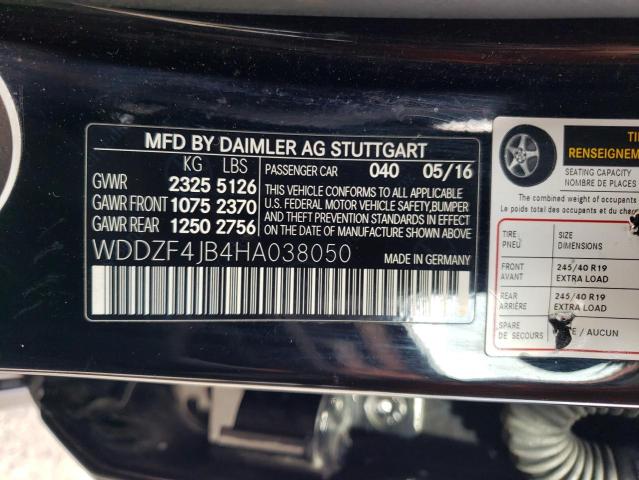 MFD BY DAIMLER AG STUTTGART
KG LBS
PASSENGER CAR 040 05/16
GVWR 2325 5126
GAWR FRONT 1075 2370
GAWR REAR 1250 2756
THIS VEHICLE CONFORMS TO ALL APPLICABLE
U.S. FEDERAL MOTOR VEHICLE SAFETY,BUMPER
AND THEFT PREVENTION STANDARDS IN EFFECT
ON THE DATE OF MANUFACTURE SHOWN ABOVE.
WDDZF4JB4HA038050
MADE IN GERMANY
RENSEIGNEME
SEATING CAPACITY
NOMBRE DE PLACES
The combined weight of occupants
Le poids total des occupants
TIRE
PNEU
SIZE
DIMENSIONS
FRONT
AVANT
245/40 R19
EXTRA LOAD
REAR
ARRIÈRE
245/40 R19
EXTRA LOAD
SPARE
DE SECOURS
/ AUCUN